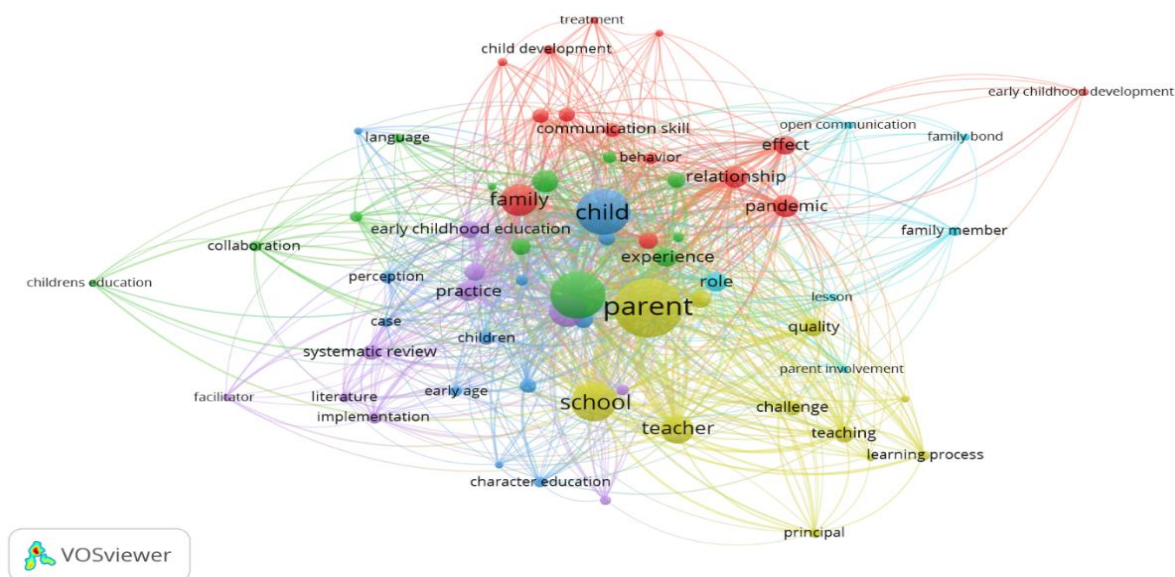 treatment
child development
early childhood development
communication skill
open communication
family bond
language
behavior
effect
relationship
family
child
pandemic
early childhood education
family member
collaboration
experience
childrens education
perception
practice
role
parent
lesson
case
quality
children
systematic review
parent involvement
early age
facilitator
literature
school
challenge
implementation
teacher
teaching
learning process
character education
principal
VOSviewer